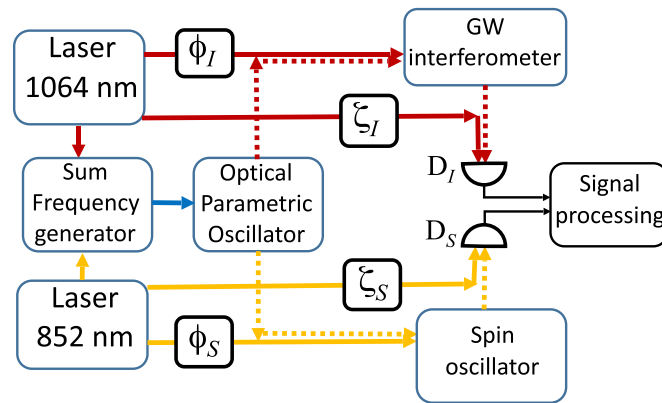 Laser
1064 nm
ϕ_I
GW
interferometer
ζ_I
Sum
Frequency
generator
Optical
Parametric
Oscillator
D_I
D_S
Signal
processing
Laser
852 nm
ζ_S
ϕ_S
Spin
oscillator